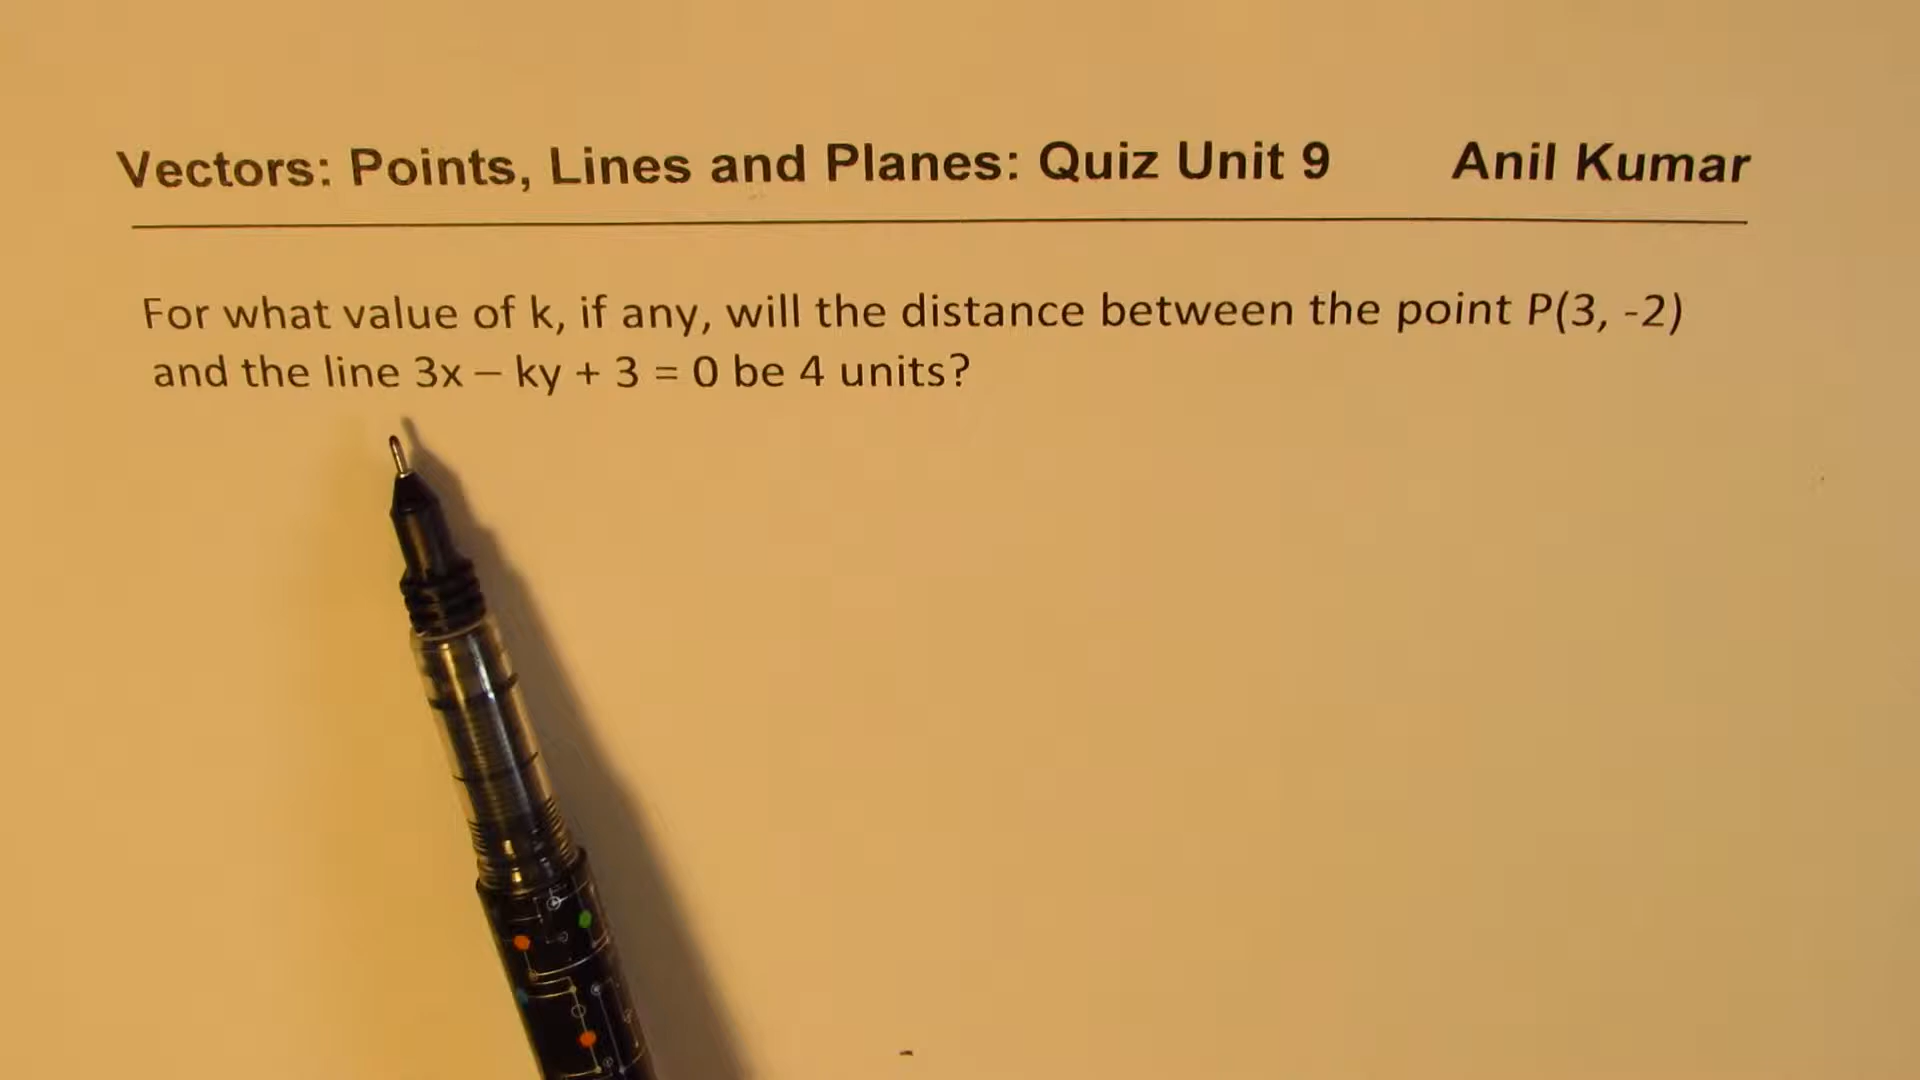 Vectors: Points, Lines and Planes: Quiz Unit 9 Anil Kumar
For what value of k, if any, will the distance between the point P(3, -2)
and the line 3x – ky + 3 = 0 be 4 units?